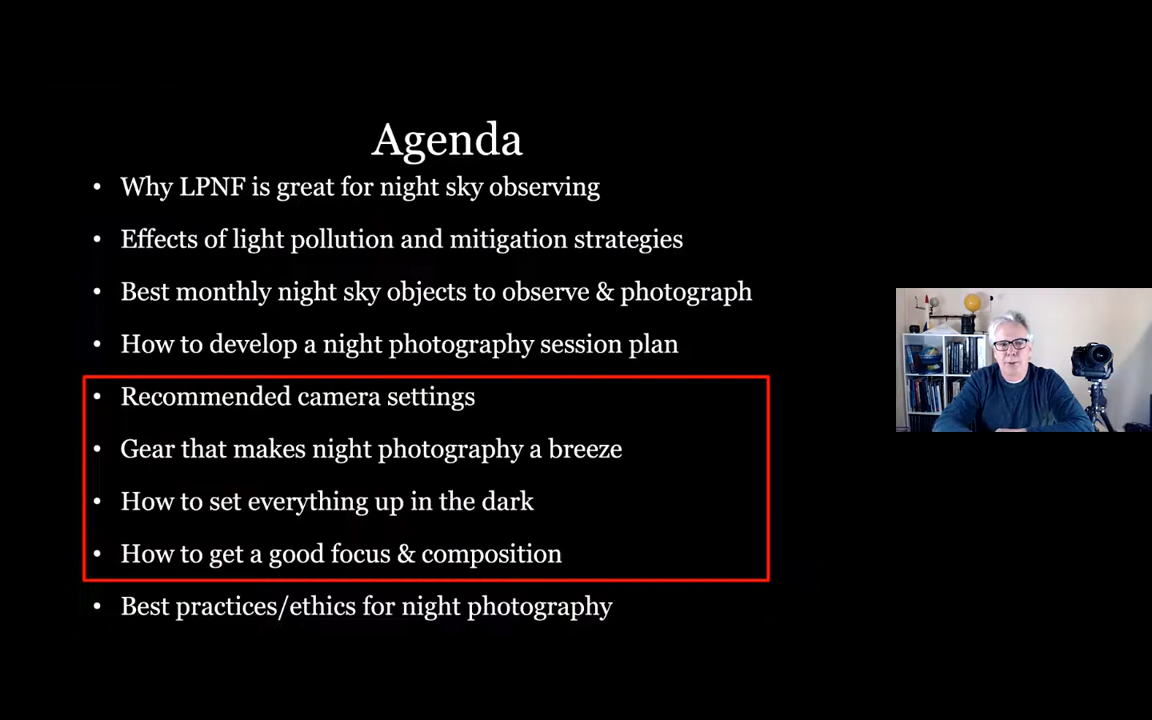 Agenda
• Why LPNF is great for night sky observing
• Effects of light pollution and mitigation strategies
• Best monthly night sky objects to observe & photograph
• How to develop a night photography session plan
• Recommended camera settings
• Gear that makes night photography a breeze
• How to set everything up in the dark
• How to get a good focus & composition
• Best practices/ethics for night photography